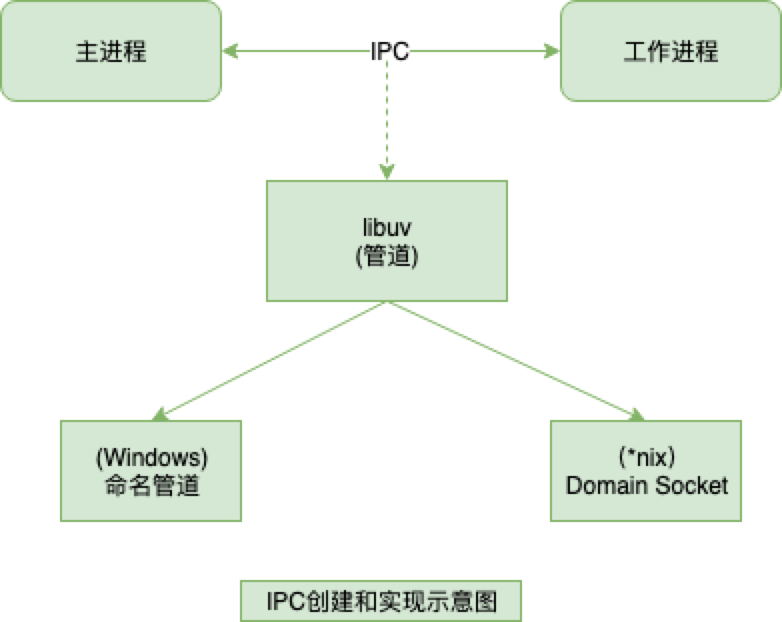 主进程
IPC
工作进程
libuv
(管道)
(Windows)
命名管道
(*nix)
Domain Socket
IPC创建和实现示意图